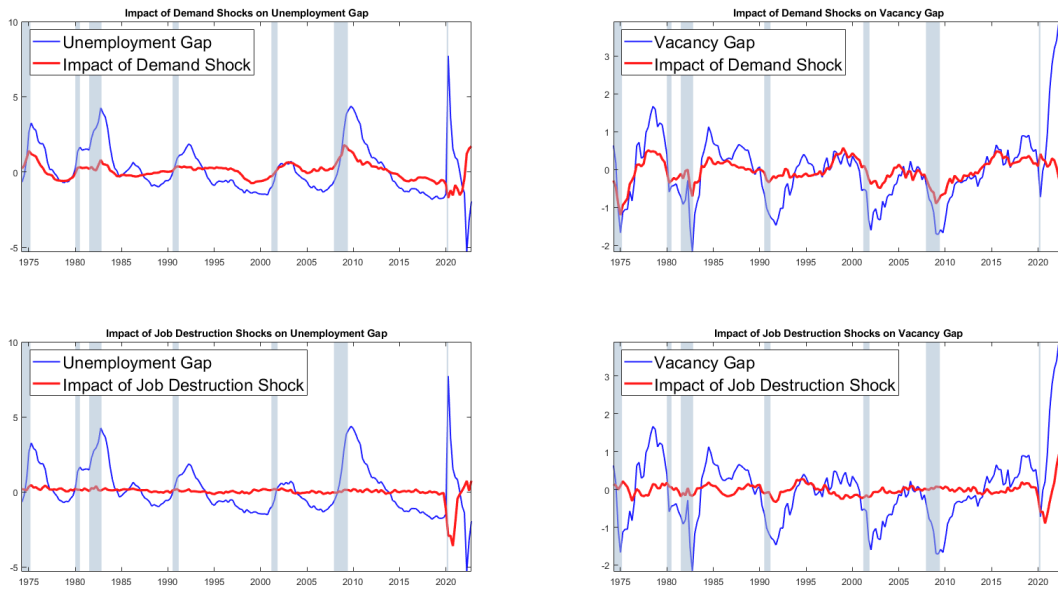 Impact of Demand Shocks on Unemployment Gap
10
5
0
-5
Unemployment Gap
Impact of Demand Shock
1975 1980 1985 1990 1995 2000 2005 2010 2015 2020
Impact of Demand Shocks on Vacancy Gap
3
2
1
0
-1
-2
Vacancy Gap
Impact of Demand Shock
1975 1980 1985 1990 1995 2000 2005 2010 2015 2020
Impact of Job Destruction Shocks on Unemployment Gap
10
5
0
-5
Unemployment Gap
Impact of Job Destruction Shock
1975 1980 1985 1990 1995 2000 2005 2010 2015 2020
Impact of Job Destruction Shocks on Vacancy Gap
3
2
1
0
-1
-2
Vacancy Gap
Impact of Job Destruction Shock
1975 1980 1985 1990 1995 2000 2005 2010 2015 2020